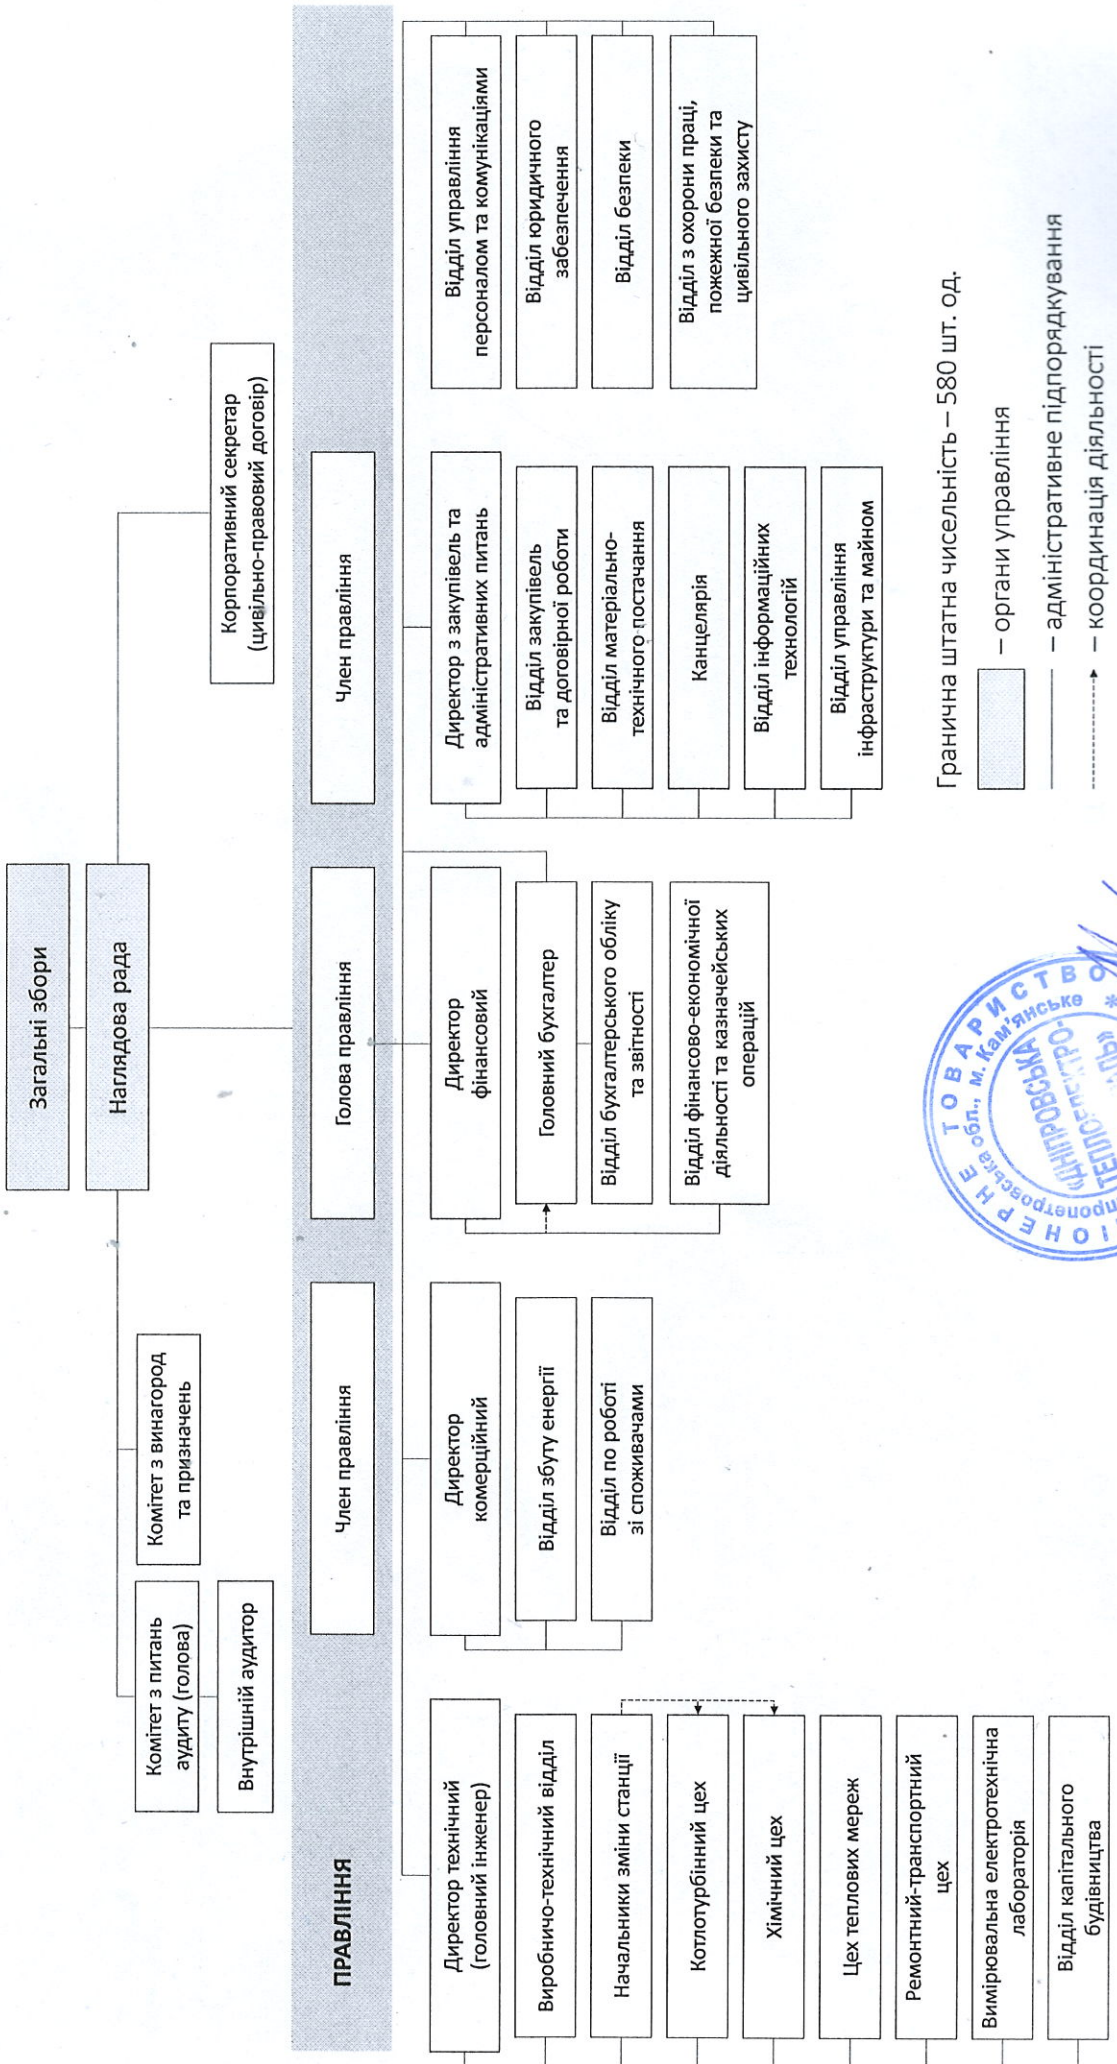 Загальні збори
Наглядова рада
Комітет з питань
аудиту (голова)
Комітет з винагород
та призначень
Внутрішній аудитор
Корпоративний секретар
(цивільно-правовий договір)
ПРАВЛІННЯ
Член правління
Голова правління
Член правління
Директор технічний
(головний інженер)
Виробничо-технічний відділ
Начальники зміни станції
Котлотурбінний цех
Хімічний цех
Цех теплових мереж
Ремонтний-транспортний
цех
Вимірювальна електротехнічна
лабораторія
Відділ капітального
будівництва
Директор
комерційний
Відділ збуту енергії
Відділ по роботі
зі споживачами
Директор
фінансовий
Головний бухгалтер
Відділ бухгалтерського обліку
та звітності
Відділ фінансово-економічної
діяльності та казначейських
операцій
Директор з закупівель та
адміністративних питань
Відділ закупівель
та договірної роботи
Відділ матеріально-
технічного постачання
Канцелярія
Відділ інформаційних
технологій
Відділ управління
інфраструктури та майном
Відділ управління
персоналом та комунікаціями
Відділ юридичного
забезпечення
Відділ безпеки
Відділ з охорони праці,
пожежної безпеки та
цивільного захисту
Гранична штатна чисельність – 580 шт. од.
– органи управління
– адміністративне підпорядкування
– координація діяльності
ТОВАРИСТВО
обл., м. Кам'янське *
«ДНІПРОВСЬКА